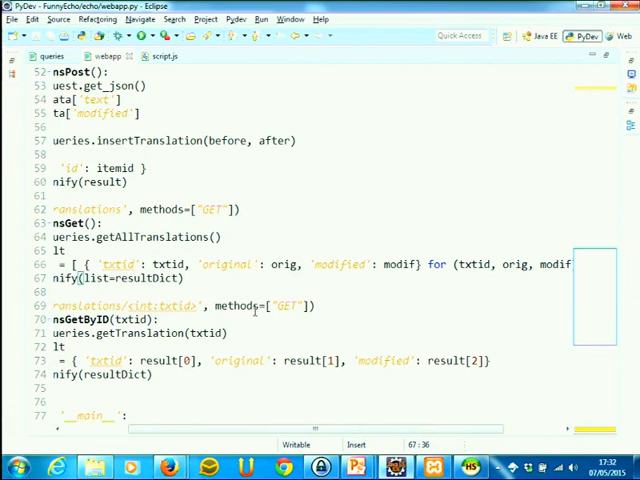 PyDev - FunnyEcho/echo/webapp.py - Eclipse
File Edit Source Refactoring Navigate Search Project Pydev Run Window Help
Quick Access Java EE PyDev Web
queries webapp script.js
52 nsPost():
53 uest.get_json()
54 ata['text']
55 ta['modified']
56
57 ueries.insertTranslation(before, after)
58
59 'id': itemid }
60 nify(result)
61
62 ranslations', methods=["GET"])
63 nsGet():
64 ueries.getAllTranslations()
65 lt
66 = [ { 'txtid': txtid, 'original': orig, 'modified': modif} for (txtid, orig, modif
67 nify(list=resultDict)
68
69 ranslations/<int:txtid>', methods=["GET"])
70 nsGetByID(txtid):
71 ueries.getTranslation(txtid)
72 lt
73 = { 'txtid': result[0], 'original': result[1], 'modified': result[2]}
74 nify(resultDict)
75
76
77 '__main__':
Writable Insert 67 : 36
17:32
07/05/2015